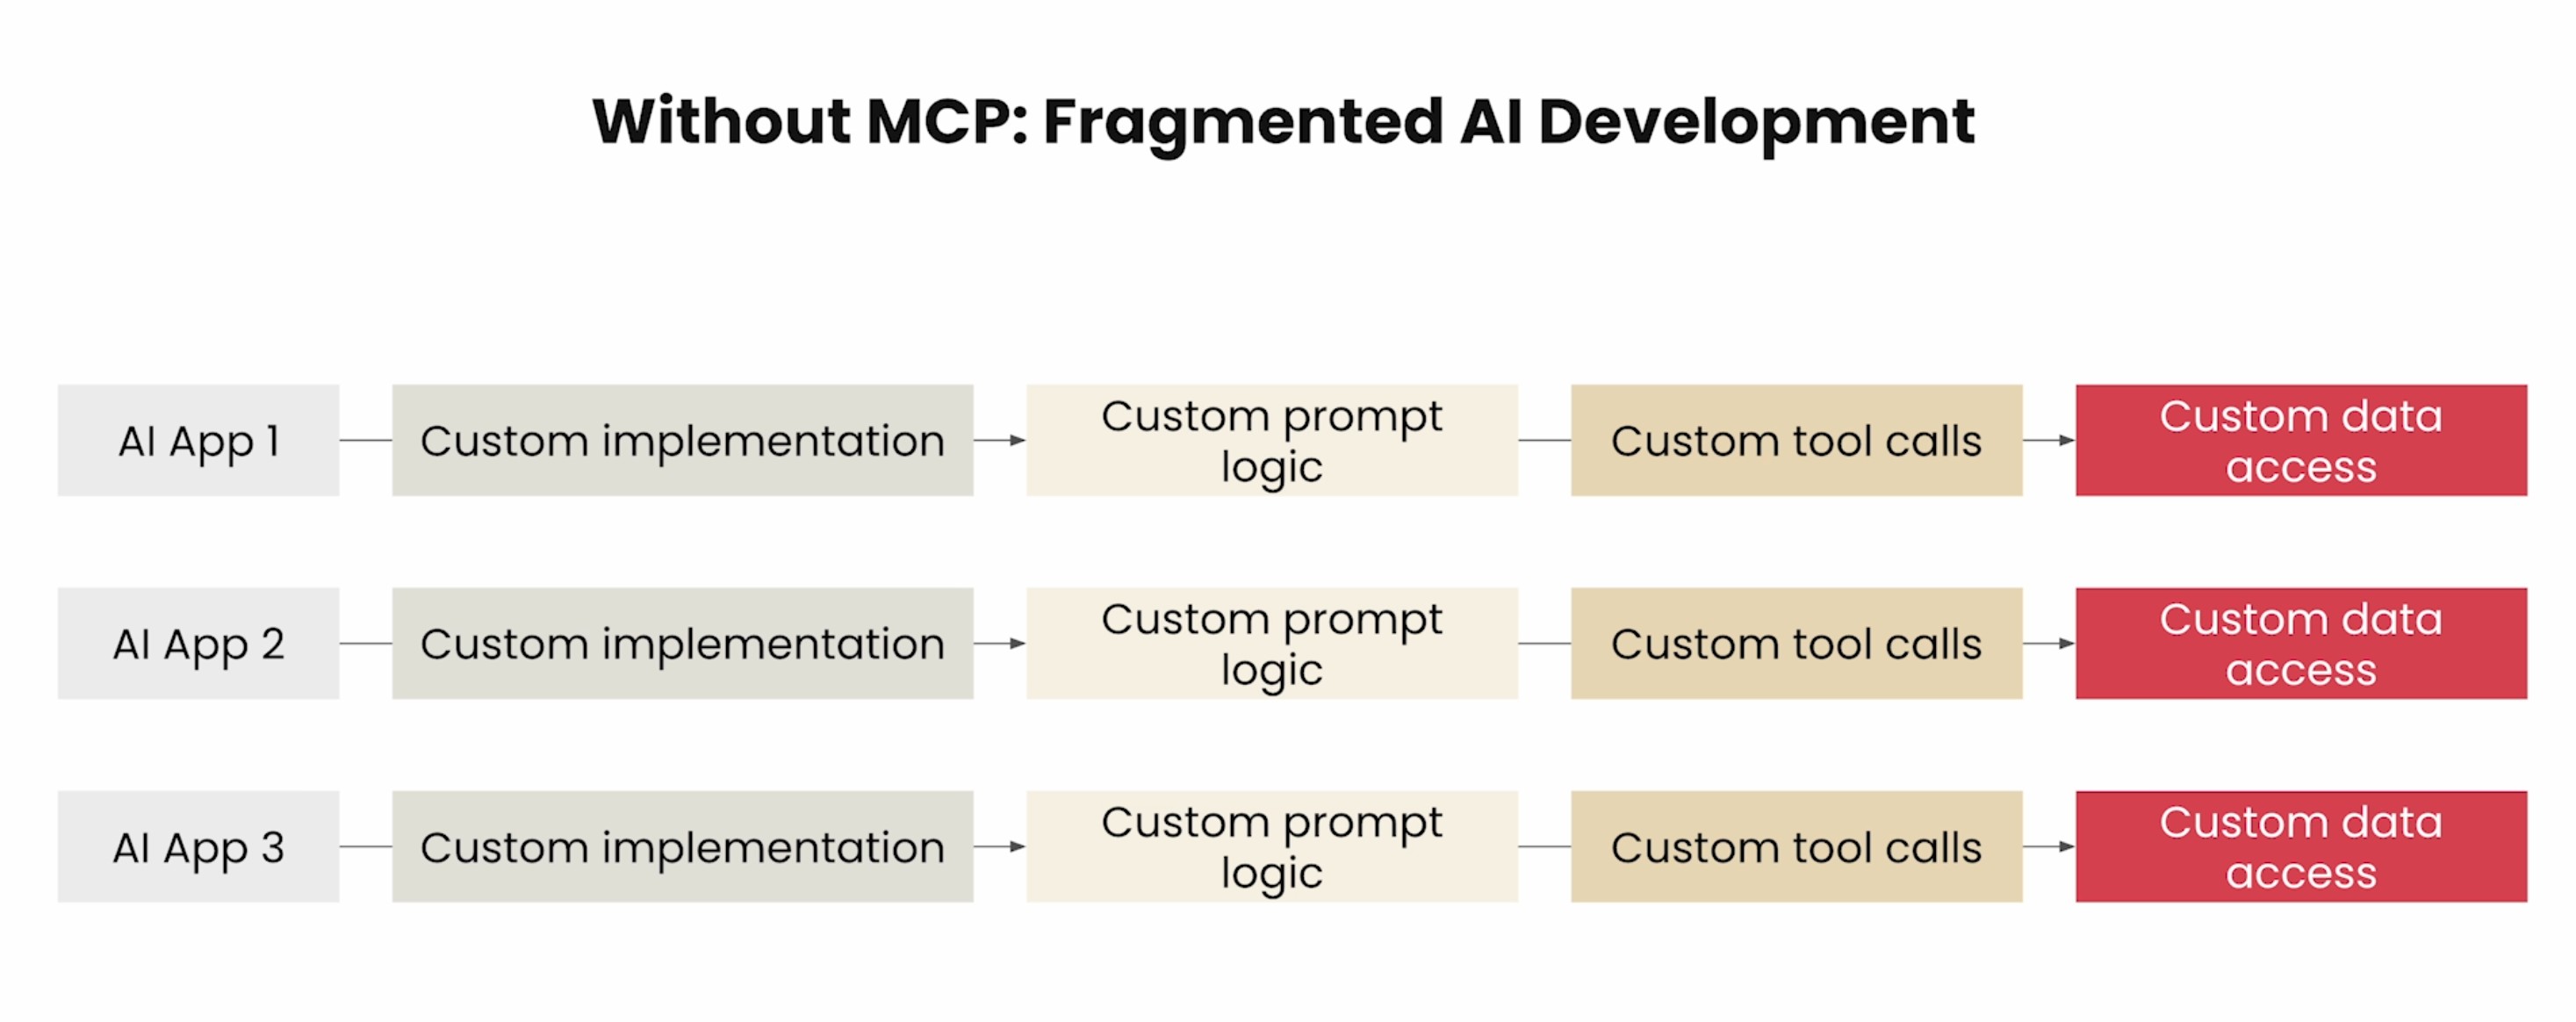 Without MCP: Fragmented AI Development
AI App 1
Custom implementation
Custom prompt
logic
Custom tool calls
Custom data
access
AI App 2
Custom implementation
Custom prompt
logic
Custom tool calls
Custom data
access
AI App 3
Custom implementation
Custom prompt
logic
Custom tool calls
Custom data
access